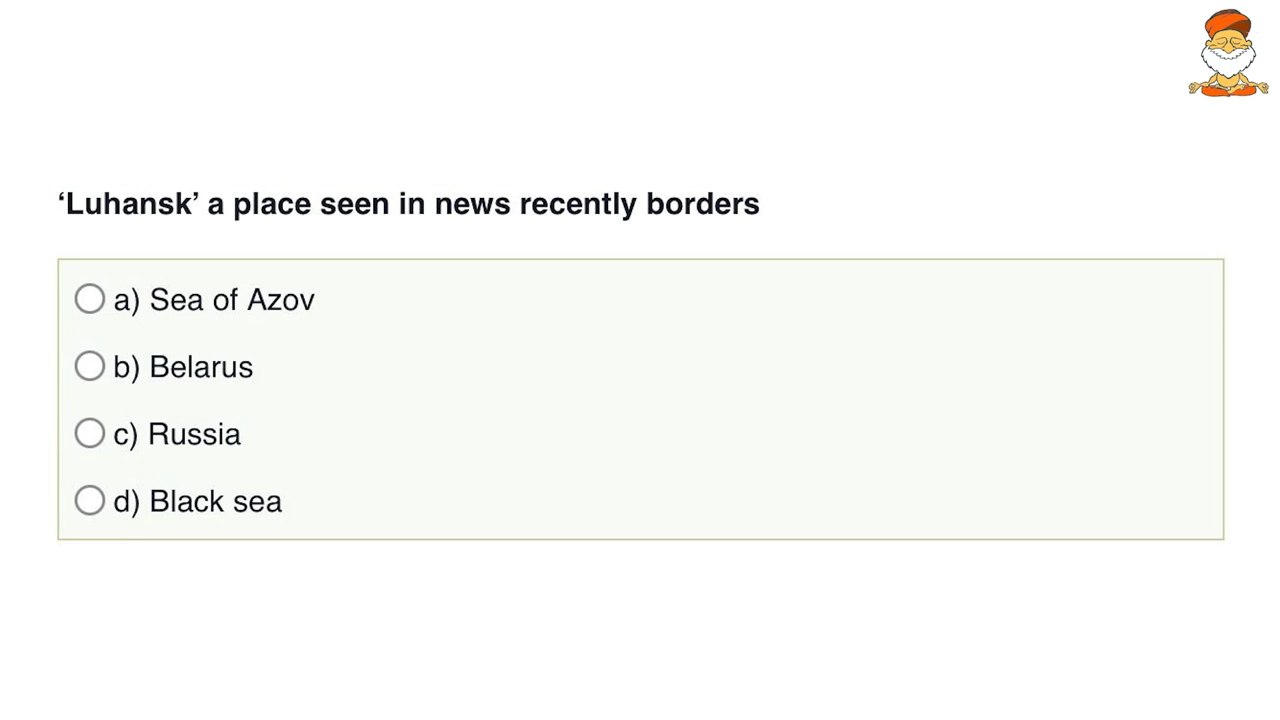 ‘Luhansk’ a place seen in news recently borders
a) Sea of Azov
b) Belarus
c) Russia
d) Black sea